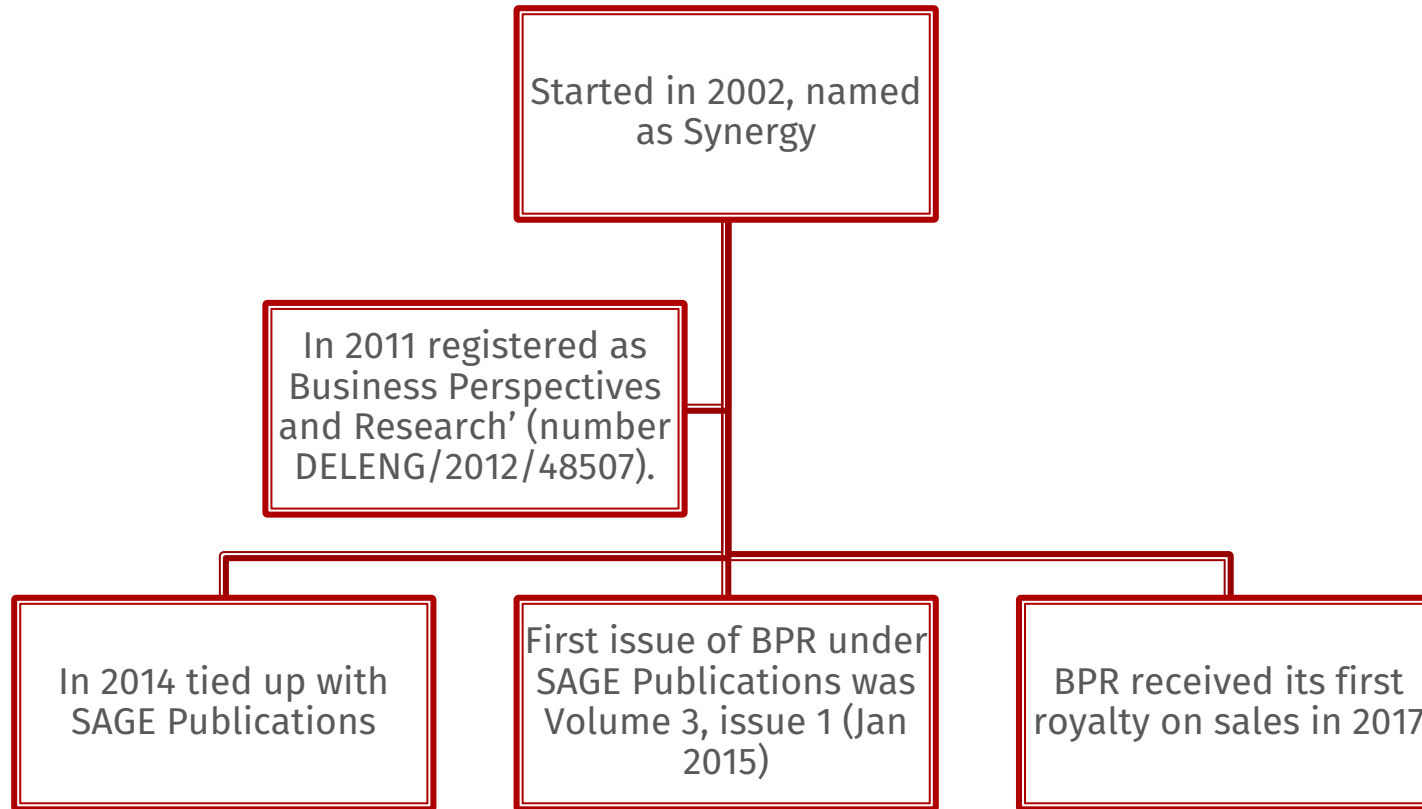 Started in 2002, named
as Synergy
In 2011 registered as
Business Perspectives
and Research’ (number
DELENG/2012/48507).
In 2014 tied up with
SAGE Publications
First issue of BPR under
SAGE Publications was
Volume 3, issue 1 (Jan
2015)
BPR received its first
royalty on sales in 2017